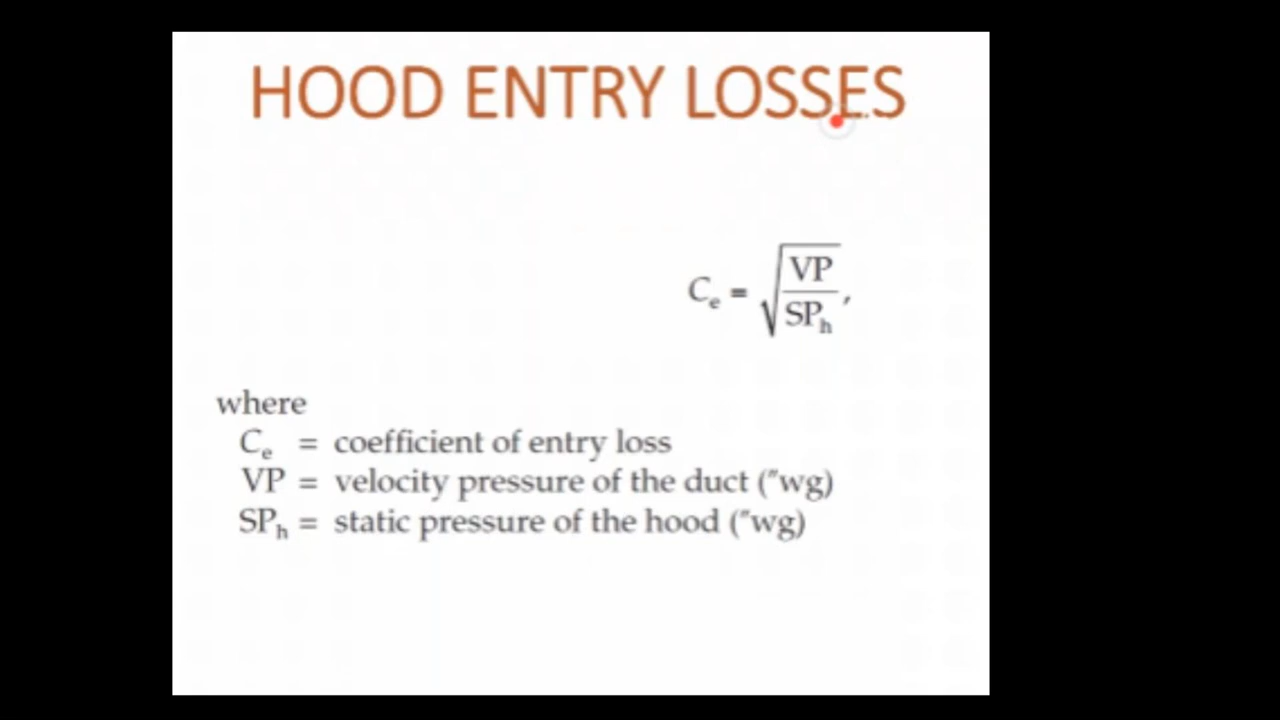 HOOD ENTRY LOSSES
Cₑ = √(VP/SPₕ),
where
Cₑ = coefficient of entry loss
VP = velocity pressure of the duct (″wg)
SPₕ = static pressure of the hood (″wg)